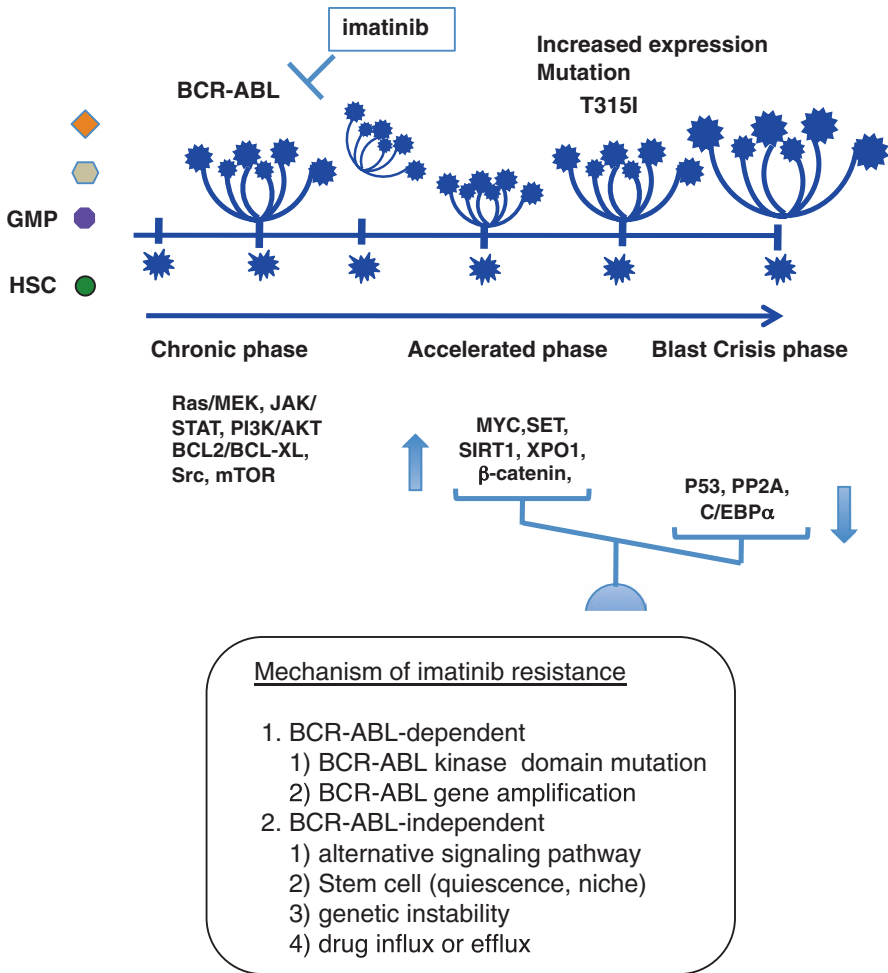 imatinib
BCR-ABL
Increased expression
Mutation
T315I
GMP
HSC
Chronic phase
Accelerated phase
Blast Crisis phase
Ras/MEK, JAK/
STAT, PI3K/AKT
BCL2/BCL-XL,
Src, mTOR
MYC,SET,
SIRT1, XPO1,
β-catenin,
P53, PP2A,
C/EBPα
Mechanism of imatinib resistance
1. BCR-ABL-dependent
1) BCR-ABL kinase domain mutation
2) BCR-ABL gene amplification
2. BCR-ABL-independent
1) alternative signaling pathway
2) Stem cell (quiescence, niche)
3) genetic instability
4) drug influx or efflux